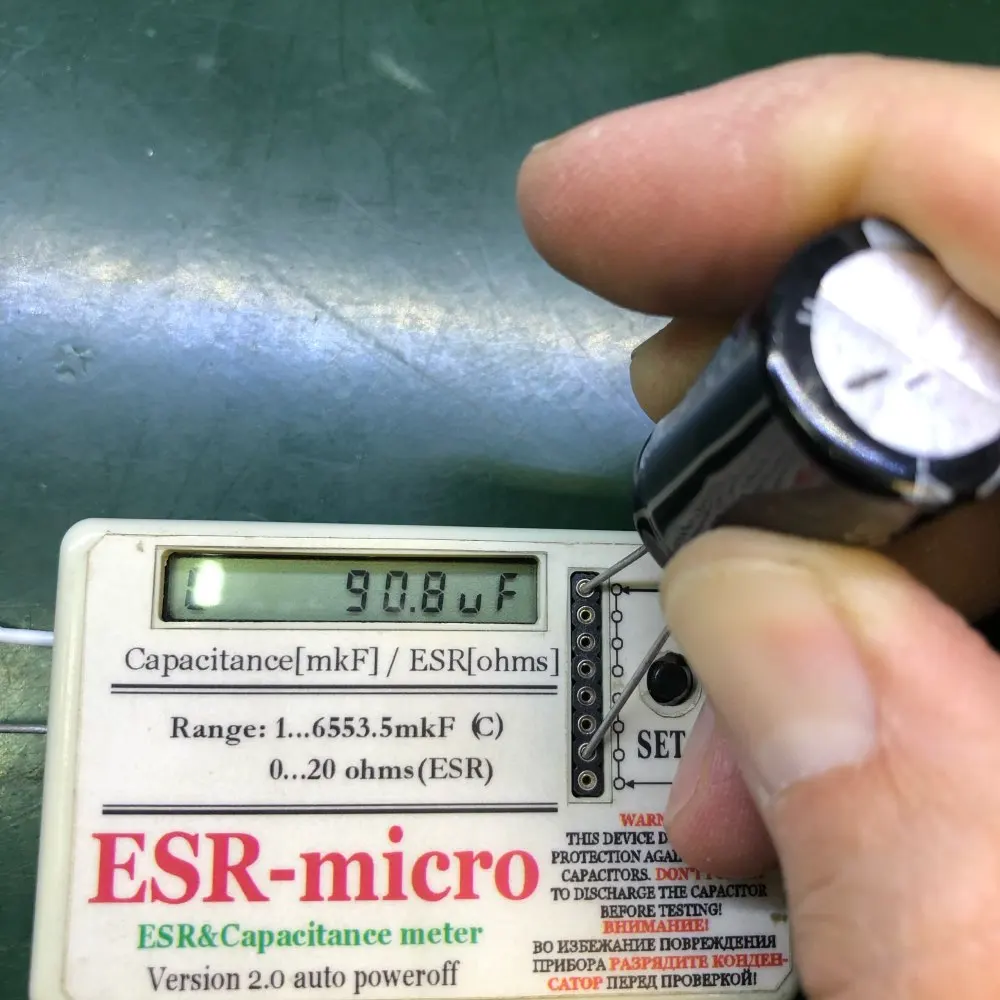 90.8uF
Capacitance[mkF] / ESR[ohms]
Range: 1...6553.5mkF (C)
0...20 ohms(ESR)
SET
ESR-micro
ESR&Capacitance meter
Version 2.0 auto poweroff
THIS DEVICE
PROTECTION
CAPACITORS. DON'T
TO DISCHARGE THE CAPACITOR
BEFORE TESTING!
ВНИМАНИЕ!
ВО ИЗБЕЖАНИЕ ПОВРЕЖДЕНИЯ
ПРИБОРА РАЗРЯДИТЕ КОНДЕН-
САТОР ПЕРЕД ПРОВЕРКОЙ!